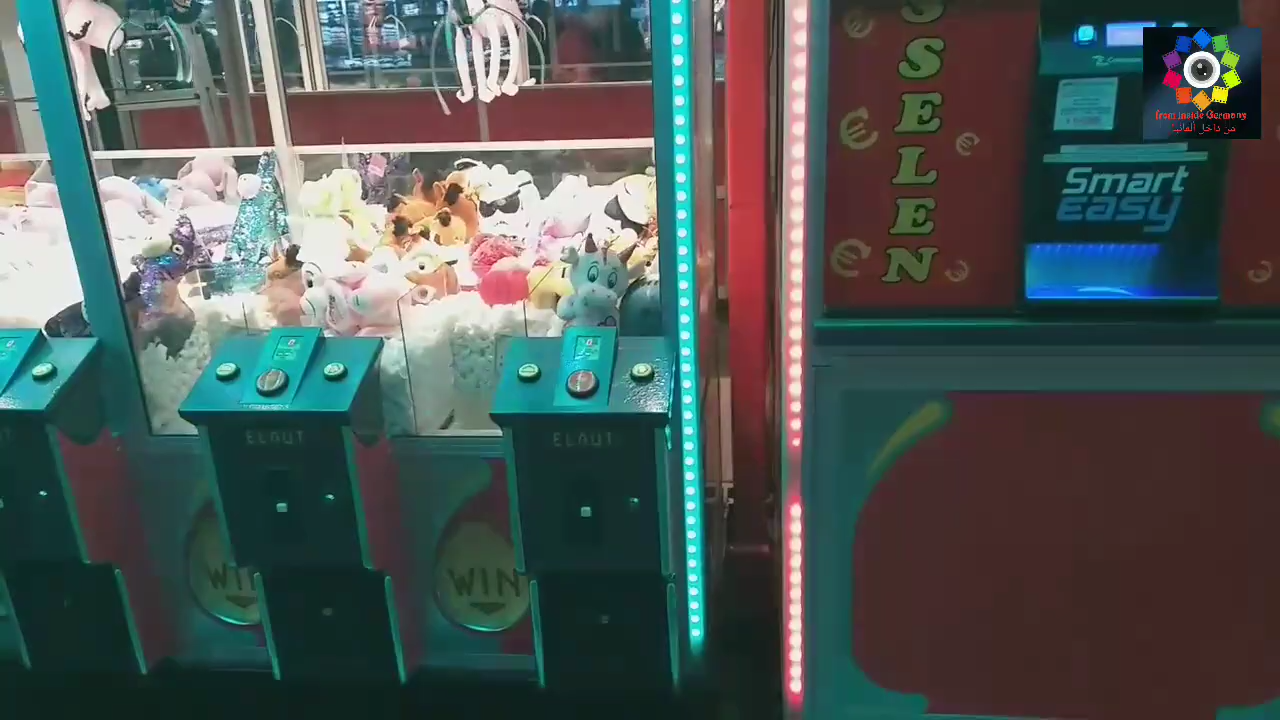 SSELEN
Smart
easy
from inside Germany
من داخل ألمانيا
ELAUT
ELAUT
WIN
WIN